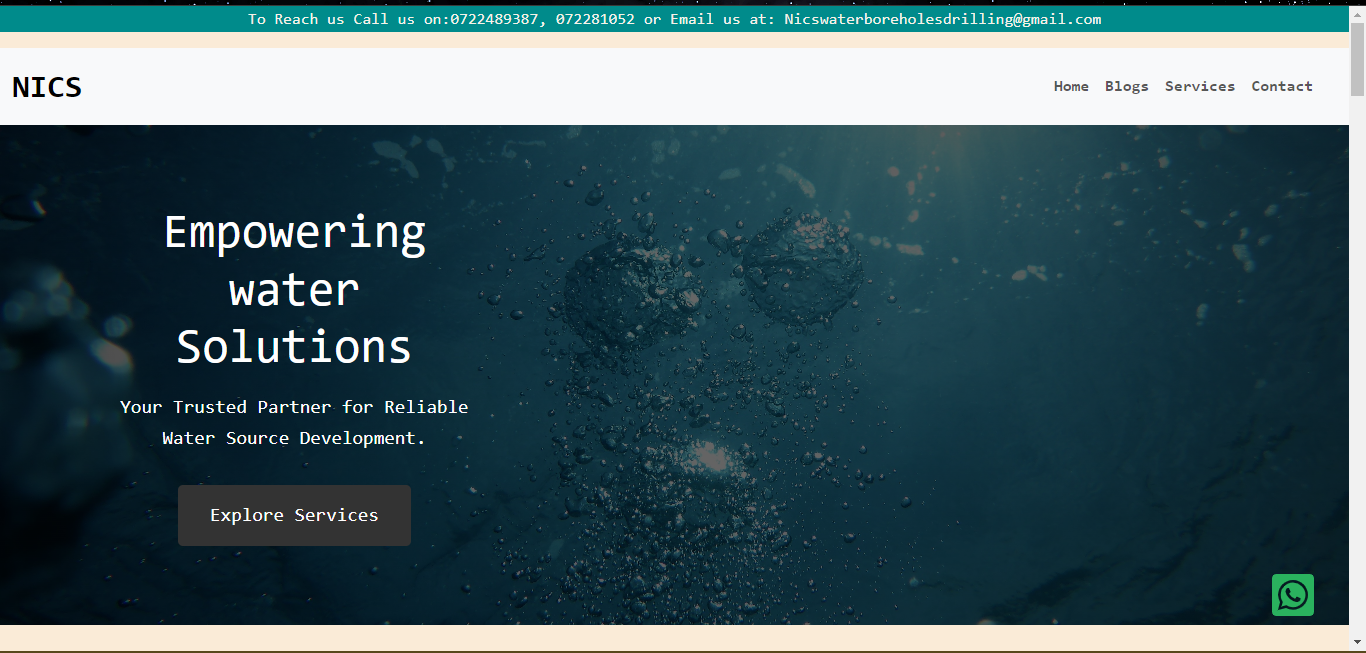 To Reach us Call us on:0722489387, 072281052 or Email us at: Nicswaterboreholesdrilling@gmail.com
NICS
Home Blogs Services Contact
Empowering
water
Solutions
Your Trusted Partner for Reliable
Water Source Development.
Explore Services